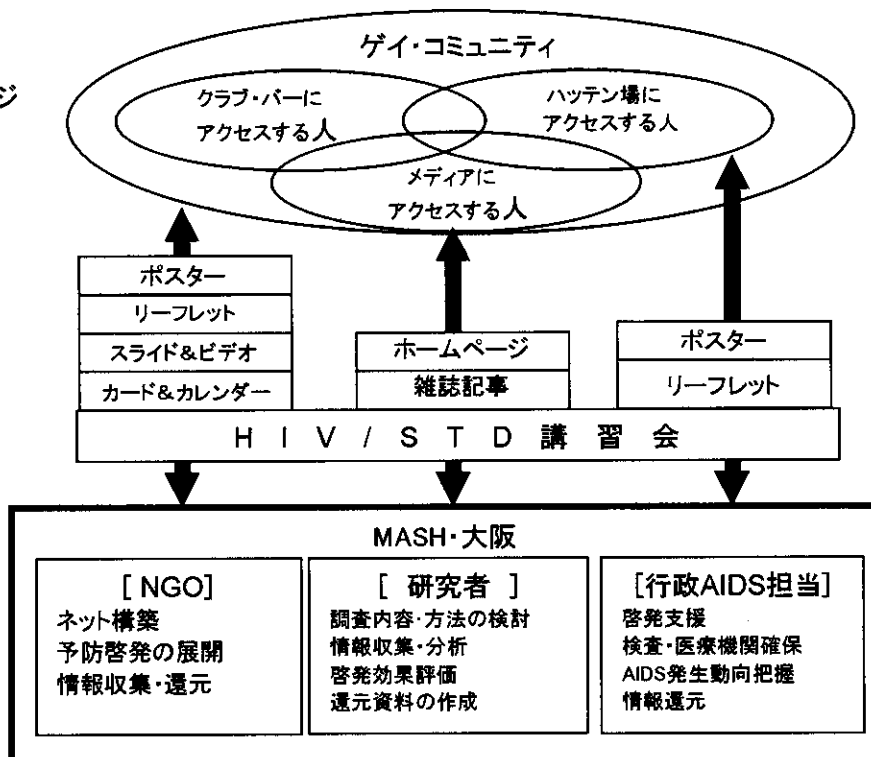 ジ
ゲイ・コミュニティ
クラブ・バーに
アクセスする人
ハッテン場に
アクセスする人
メディアに
アクセスする人
ポスター
リーフレット
スライド&ビデオ
カード&カレンダー
ホームページ
雑誌記事
ポスター
リーフレット
HIV/STD講習会
MASH・大阪
[NGO]
ネット構築
予防啓発の展開
情報収集・還元
[研究者]
調査内容・方法の検討
情報収集・分析
啓発効果評価
還元資料の作成
[行政AIDS担当]
啓発支援
検査・医療機関確保
AIDS発生動向把握
情報還元